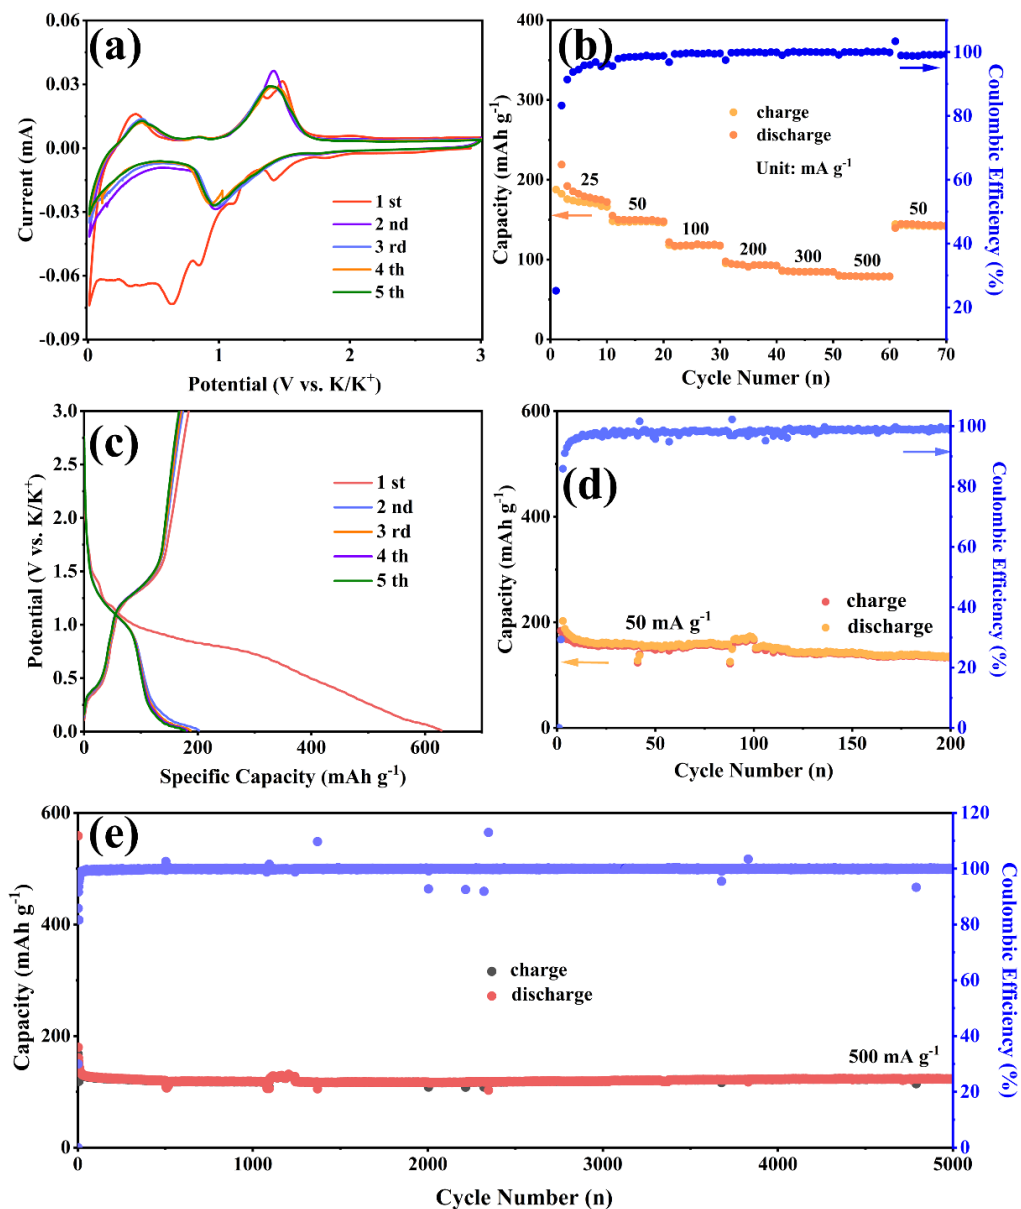 (a)
0.06
0.03
0.00
-0.03
-0.06
-0.09
Current (mA)
1 st
2 nd
3 rd
4 th
5 th
0
1
2
3
Potential (V vs. K/K⁺)
(b)
400
300
200
100
0
Capacity (mAh g⁻¹)
charge
discharge
Unit: mA g⁻¹
25
50
100
200
300
500
50
100
80
60
40
20
Coulombic Efficiency (%)
0
10
20
30
40
50
60
70
Cycle Numer (n)
(c)
3.0
2.5
2.0
1.5
1.0
0.5
0.0
Potential (V vs. K/K⁺)
1 st
2 nd
3 rd
4 th
5 th
0
200
400
600
Specific Capacity (mAh g⁻¹)
(d)
600
400
200
0
Capacity (mAh g⁻¹)
50 mA g⁻¹
charge
discharge
100
80
60
40
20
0
Coulombic Efficiency (%)
0
50
100
150
200
Cycle Number (n)
(e)
600
400
200
0
Capacity (mAh g⁻¹)
charge
discharge
500 mA g⁻¹
120
100
80
60
40
20
0
Coulombic Efficiency (%)
0
1000
2000
3000
4000
5000
Cycle Number (n)